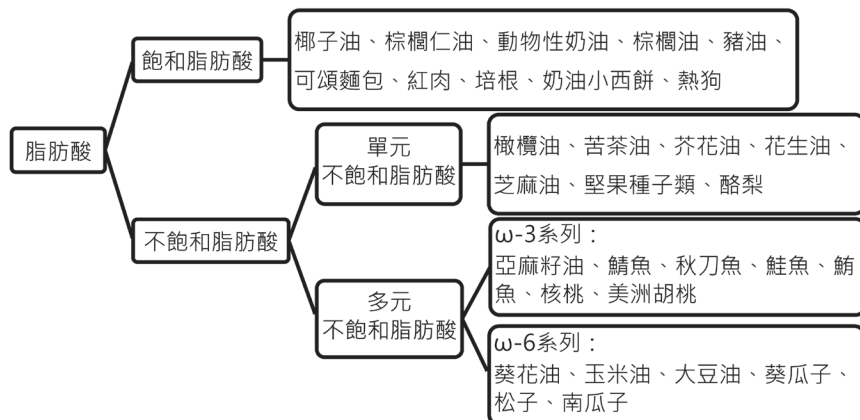 脂肪酸
飽和脂肪酸
椰子油、棕櫚仁油、動物性奶油、棕櫚油、豬油、
可頌麵包、紅肉、培根、奶油小西餅、熱狗
不飽和脂肪酸
單元
不飽和脂肪酸
橄欖油、苦茶油、芥花油、花生油、
芝麻油、堅果種子類、酪梨
多元
不飽和脂肪酸
ω-3系列：
亞麻籽油、鯖魚、秋刀魚、鮭魚、鮪
魚、核桃、美洲胡桃
ω-6系列：
葵花油、玉米油、大豆油、葵瓜子、
松子、南瓜子